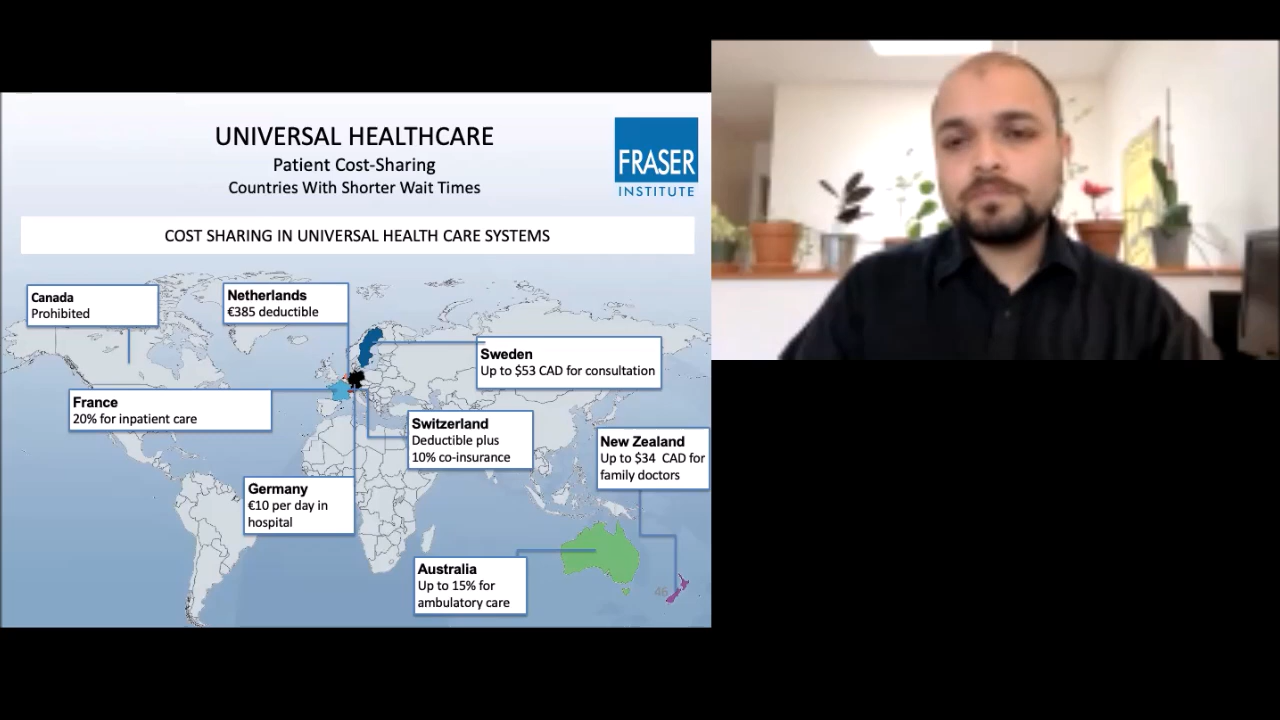 UNIVERSAL HEALTHCARE
Patient Cost-Sharing
Countries With Shorter Wait Times
FRASER
INSTITUTE
COST SHARING IN UNIVERSAL HEALTH CARE SYSTEMS
Canada
Prohibited
Netherlands
€385 deductible
Sweden
Up to $53 CAD for consultation
France
20% for inpatient care
Switzerland
Deductible plus
10% co-insurance
New Zealand
Up to $34 CAD for
family doctors
Germany
€10 per day in
hospital
Australia
Up to 15% for
ambulatory care
46